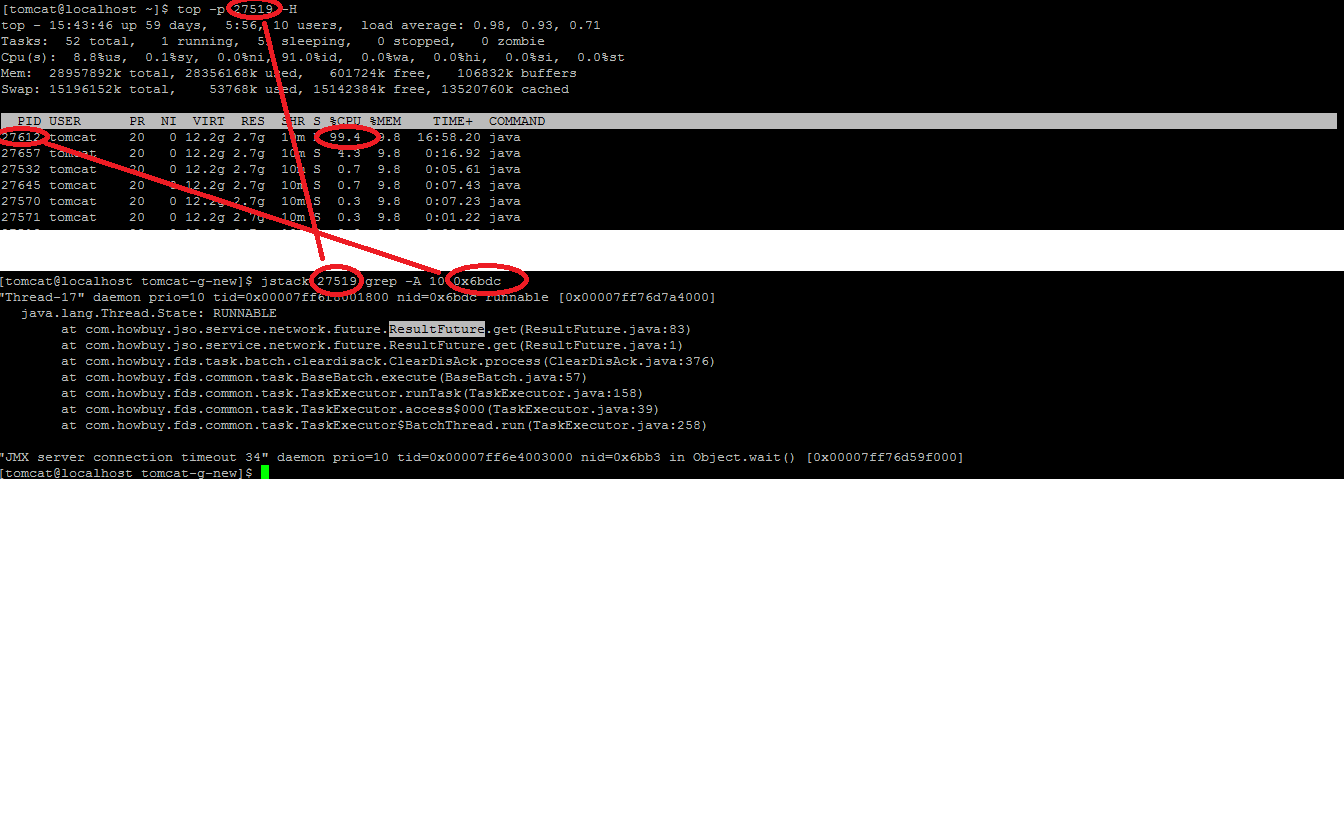 [tomcat@localhost ~]$ top -p 27519 -H
top - 15:43:46 up 59 days,  5:56, 10 users,  load average: 0.98, 0.93, 0.71
Tasks:  52 total,   1 running,  5 sleeping,   0 stopped,   0 zombie
Cpu(s):  8.8%us,  0.1%sy,  0.0%ni, 91.0%id,  0.0%wa,  0.0%hi,  0.0%si,  0.0%st
Mem:  28957892k total, 28356168k used,   601724k free,   106832k buffers
Swap: 15196152k total,    53768k used, 15142384k free, 13520760k cached
PID USER      PR  NI  VIRT  RES  SHR S %CPU %MEM    TIME+  COMMAND
27612 tomcat    20   0 12.2g 2.7g  10m 99.4  9.8  16:58.20 java
27657 tomcat    20   0 12.2g 2.7g  10m S  4.3  9.8   0:16.92 java
27532 tomcat    20   0 12.2g 2.7g  10m S  0.7  9.8   0:05.61 java
27645 tomcat    20   0 12.2g 2.7g  10m S  0.7  9.8   0:07.43 java
27570 tomcat    20   0 12.2g 2.7g  10m S  0.3  9.8   0:07.23 java
27571 tomcat    20   0 12.2g 2.7g  10m S  0.3  9.8   0:01.22 java
[tomcat@localhost tomcat-g-new]$ jstack 27519 grep -A 10 0x6bdc
"Thread-17" daemon prio=10 tid=0x00007ff6f8001800 nid=0x6bdc runnable [0x00007ff76d7a4000]
java.lang.Thread.State: RUNNABLE
at com.howbuy.jso.service.network.future.ResultFuture.get(ResultFuture.java:83)
at com.howbuy.jso.service.network.future.ResultFuture.get(ResultFuture.java:1)
at com.howbuy.fds.task.batch.cleardisack.ClearDisAck.process(ClearDisAck.java:376)
at com.howbuy.fds.common.task.BaseBatch.execute(BaseBatch.java:57)
at com.howbuy.fds.common.task.TaskExecutor.runTask(TaskExecutor.java:158)
at com.howbuy.fds.common.task.TaskExecutor.access$000(TaskExecutor.java:39)
at com.howbuy.fds.common.task.TaskExecutor$BatchThread.run(TaskExecutor.java:258)
"JMX server connection timeout 34" daemon prio=10 tid=0x00007ff6e4003000 nid=0x6bb3 in Object.wait() [0x00007ff76d59f000]
[tomcat@localhost tomcat-g-new]$